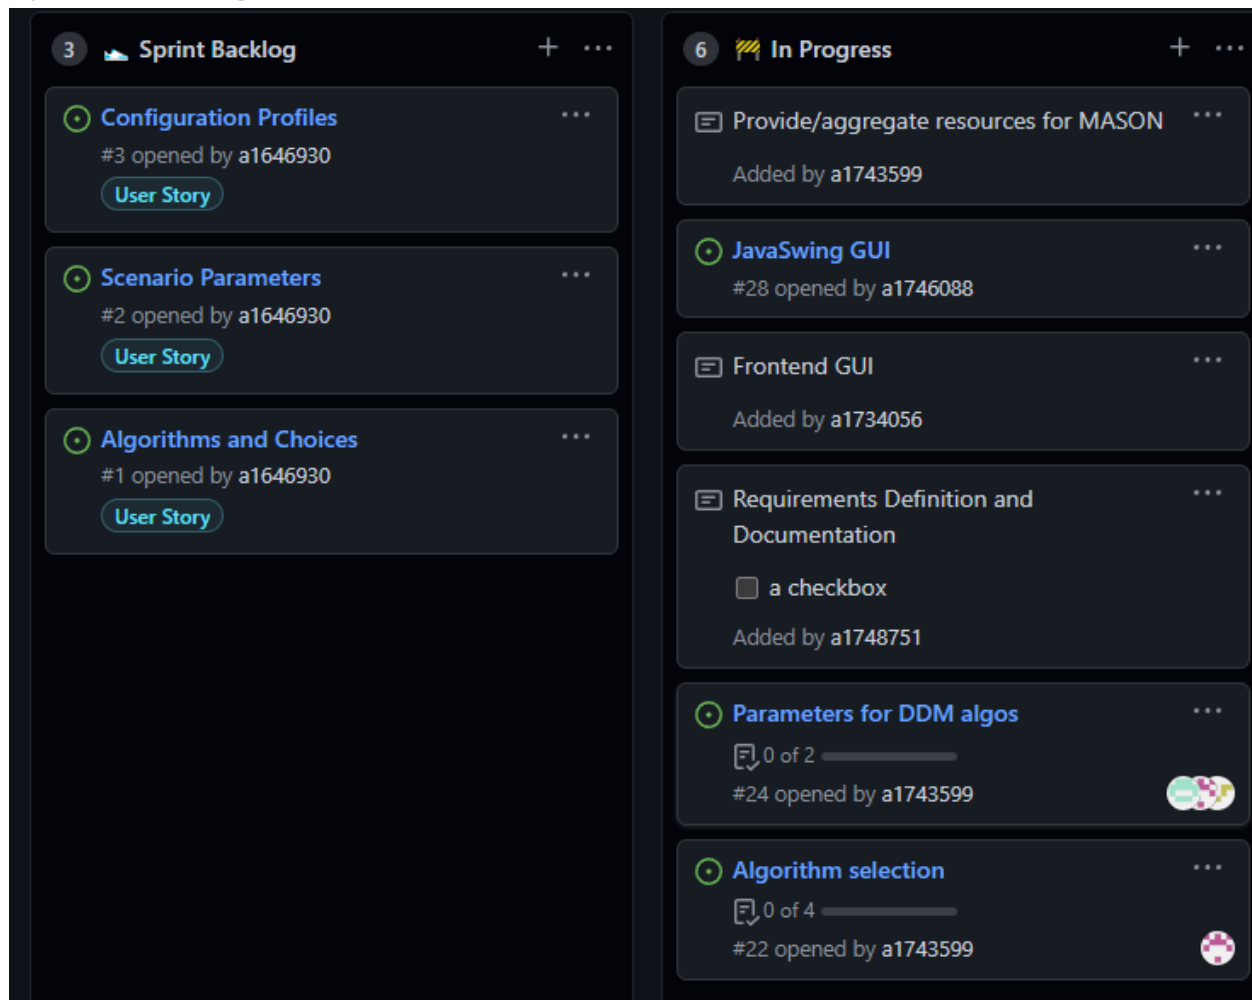 3 Sprint Backlog
Configuration Profiles
#3 opened by a1646930
User Story
Scenario Parameters
#2 opened by a1646930
User Story
Algorithms and Choices
#1 opened by a1646930
User Story
6 In Progress
Provide/aggregate resources for MASON
Added by a1743599
JavaSwing GUI
#28 opened by a1746088
Frontend GUI
Added by a1734056
Requirements Definition and
Documentation
a checkbox
Added by a1748751
Parameters for DDM algos
0 of 2
#24 opened by a1743599
Algorithm selection
0 of 4
#22 opened by a1743599